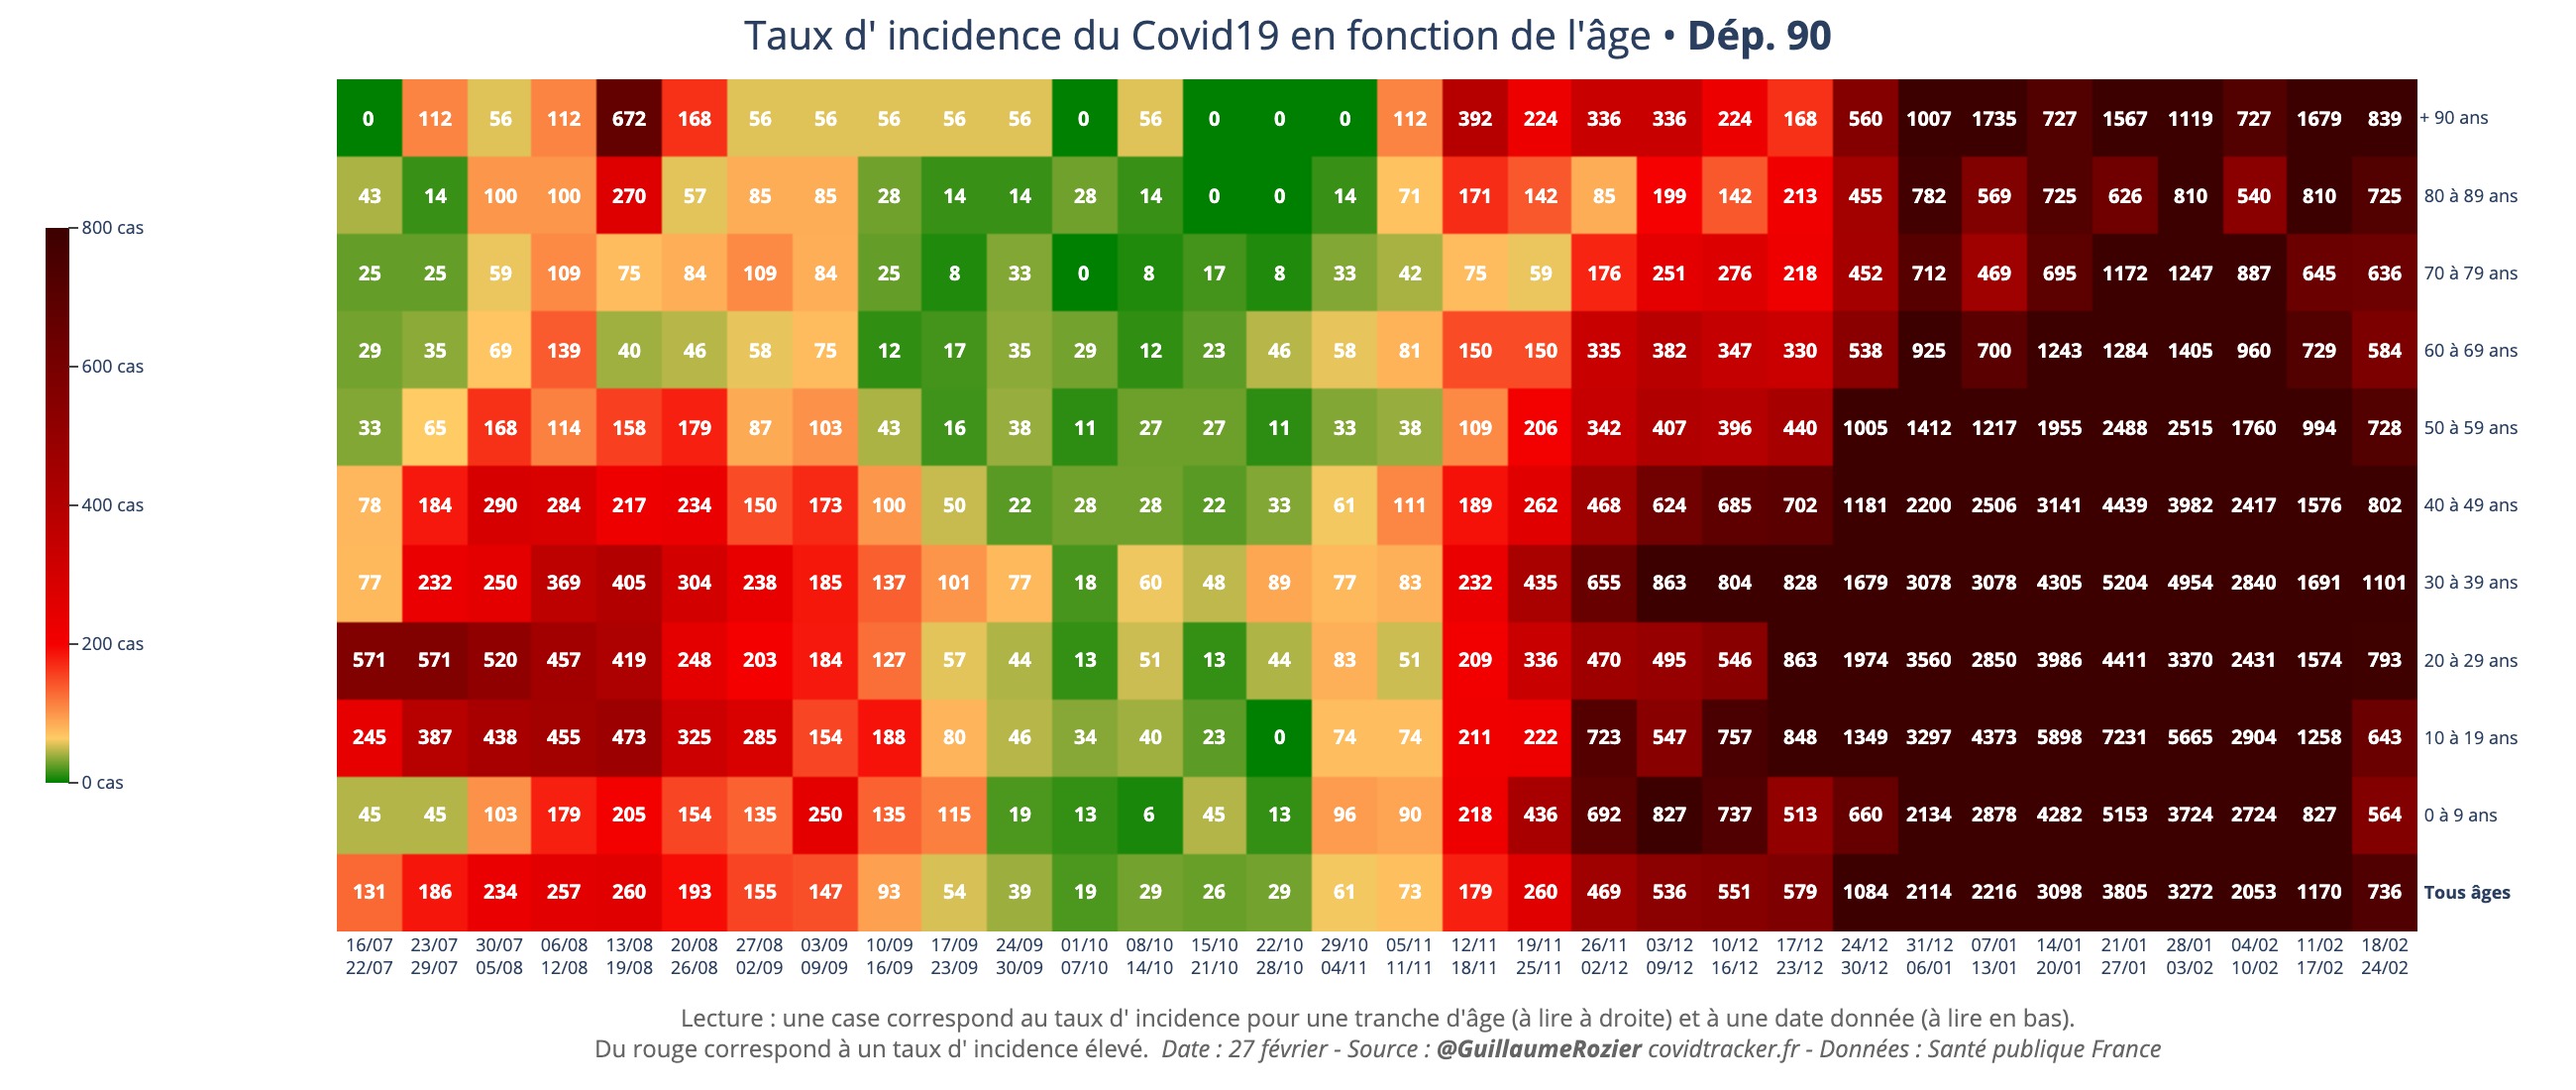 Taux d' incidence du Covid19 en fonction de l'âge • Dép. 90
800 cas
600 cas
400 cas
200 cas
0 cas
0 112 56 112 672 168 56 56 56 56 56 0 56 0 0 0 112 392 224 336 336 224 168 560 1007 1735 727 1567 1119 727 1679 839 + 90 ans
43 14 100 100 270 57 85 85 28 14 14 28 14 0 0 14 71 171 142 85 199 142 213 455 782 569 725 626 810 540 810 725 80 à 89 ans
25 25 59 109 75 84 109 84 25 8 33 0 8 17 8 33 42 75 59 176 251 276 218 452 712 469 695 1172 1247 887 645 636 70 à 79 ans
29 35 69 139 40 46 58 75 12 17 35 29 12 23 46 58 81 150 150 335 382 347 330 538 925 700 1243 1284 1405 960 729 584 60 à 69 ans
33 65 168 114 158 179 87 103 43 16 38 11 27 27 11 33 38 109 206 342 407 396 440 1005 1412 1217 1955 2488 2515 1760 994 728 50 à 59 ans
78 184 290 284 217 234 150 173 100 50 22 28 28 22 33 61 111 189 262 468 624 685 702 1181 2200 2506 3141 4439 3982 2417 1576 802 40 à 49 ans
77 232 250 369 405 304 238 185 137 101 77 18 60 48 89 77 83 232 435 655 863 804 828 1679 3078 3078 4305 5204 4954 2840 1691 1101 30 à 39 ans
571 571 520 457 419 248 203 184 127 57 44 13 51 13 44 83 51 209 336 470 495 546 863 1974 3560 2850 3986 4411 3370 2431 1574 793 20 à 29 ans
245 387 438 455 473 325 285 154 188 80 46 34 40 23 0 74 74 211 222 723 547 757 848 1349 3297 4373 5898 7231 5665 2904 1258 643 10 à 19 ans
45 45 103 179 205 154 135 250 135 115 19 13 6 45 13 96 90 218 436 692 827 737 513 660 2134 2878 4282 5153 3724 2724 827 564 0 à 9 ans
131 186 234 257 260 193 155 147 93 54 39 19 29 26 29 61 73 179 260 469 536 551 579 1084 2114 2216 3098 3805 3272 2053 1170 736 Tous âges
16/07 23/07 30/07 06/08 13/08 20/08 27/08 03/09 10/09 17/09 24/09 01/10 08/10 15/10 22/10 29/10 05/11 12/11 19/11 26/11 03/12 10/12 17/12 24/12 31/12 07/01 14/01 21/01 28/01 04/02 11/02 18/02
22/07 29/07 05/08 12/08 19/08 26/08 02/09 09/09 16/09 23/09 30/09 07/10 14/10 21/10 28/10 04/11 11/11 18/11 25/11 02/12 09/12 16/12 23/12 30/12 06/01 13/01 20/01 27/01 03/02 10/02 17/02 24/02
Lecture : une case correspond au taux d' incidence pour une tranche d'âge (à lire à droite) et à une date donnée (à lire en bas).
Du rouge correspond à un taux d' incidence élevé. Date : 27 février - Source : @GuillaumeRozier covidtracker.fr - Données : Santé publique France